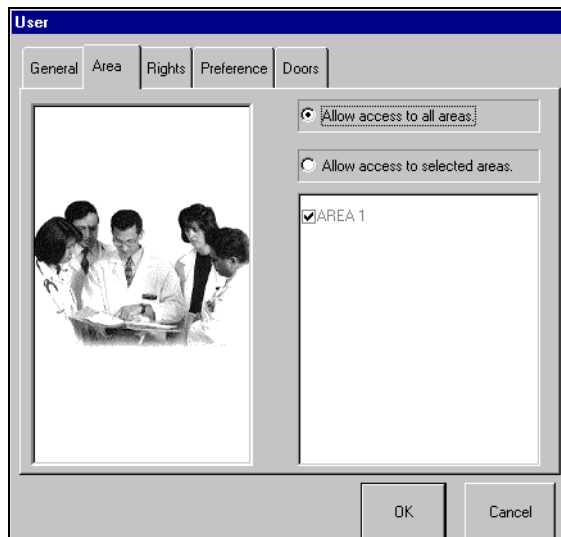 User
General Area Rights Preference Doors
Allow access to all areas.
Allow access to selected areas.
AREA 1
OK Cancel